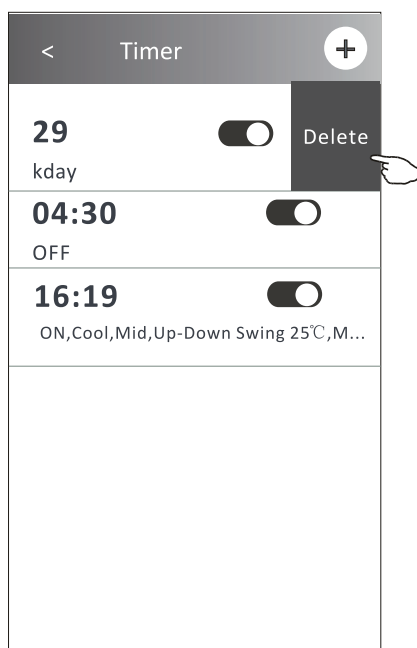 < Timer +
29 Delete
kday
04:30
OFF
16:19
ON,Cool,Mid,Up-Down Swing 25℃,M...